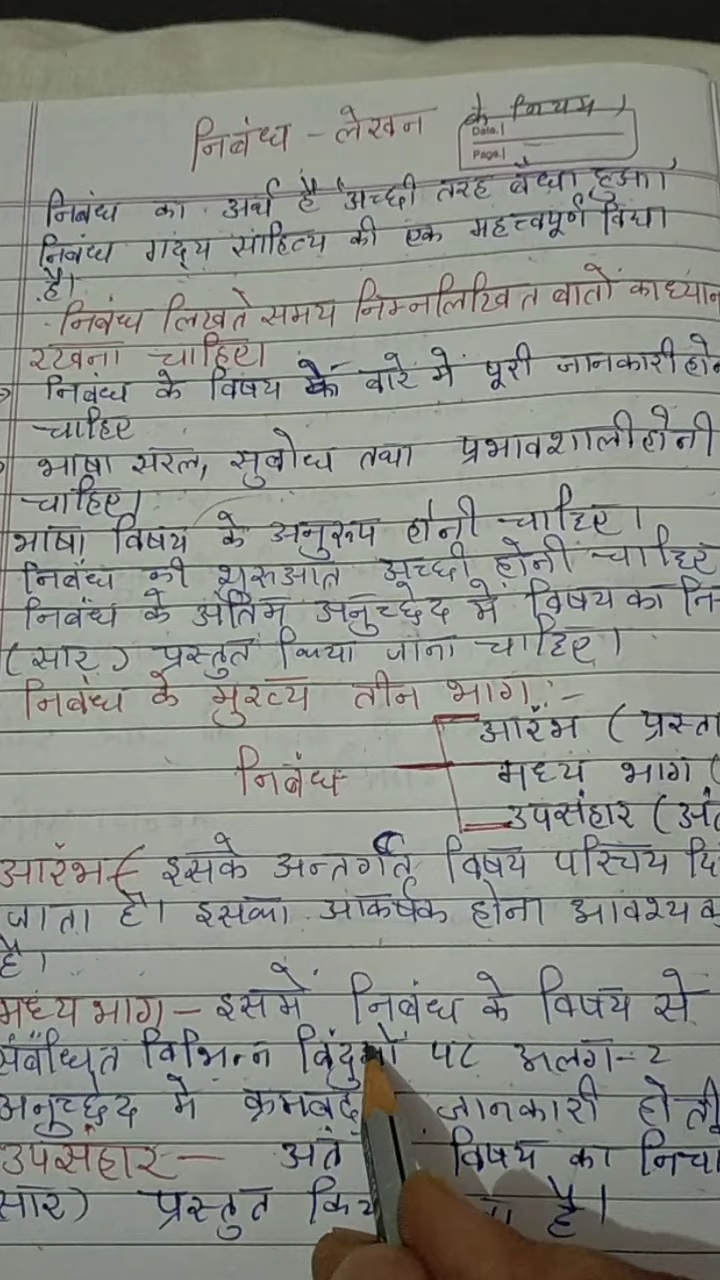 निबंध - लेखन के नियम
Date.|
Page.|
निबंध का अर्थ है अच्छी तरह बँधा हुआ।
निबंध गद्य साहित्य की एक महत्त्वपूर्ण विधा
है।
निबंध लिखते समय निम्नलिखित बातों का ध्यान
रखना चाहिए।
निबंध के विषय के बारे में पूरी जानकारी होन
चाहिए
भाषा सरल, सुबोध तथा प्रभावशाली होनी
चाहिए।
भाषा विषय के अनुरूप होनी चाहिए।
निबंध की शुरुआत अच्छी होनी चाहिए
निबंध के अंतिम अनुच्छेद में विषय का नि
(सार) प्रस्तुत किया जाना चाहिए।
निबंध के मुख्य तीन भाग :-
आरंभ (प्रस्ता
निबंध मध्य भाग (
उपसंहार (अंत
आरंभ - इसके अन्तर्गत विषय परिचय दि
जाता है। इसका आकर्षक होना आवश्यक
है।
मध्य भाग - इसमें निबंध के विषय से
संबंधित विभिन्न बिंदुओं पर अलग-२
अनुच्छेद में क्रमबद्ध जानकारी होती
उपसंहार - अंत विषय का निचो
सार) प्रस्तुत है।